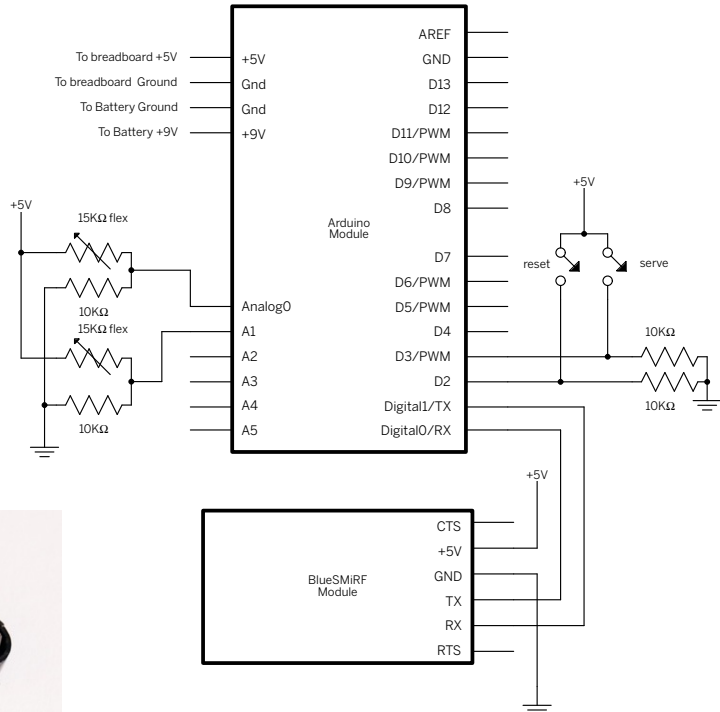 To breadboard +5V
To breadboard Ground
To Battery Ground
To Battery +9V
+5V
Gnd
Gnd
+9V
Arduino
Module
Analog0
A1
A2
A3
A4
A5
AREF
GND
D13
D12
D11/PWM
D10/PWM
D9/PWM
D8
D7
D6/PWM
D5/PWM
D4
D3/PWM
D2
Digital1/TX
Digital0/RX
+5V
15KΩ flex
10KΩ
15KΩ flex
10KΩ
+5V
reset
serve
10KΩ
10KΩ
+5V
BlueSMiRF
Module
CTS
+5V
GND
TX
RX
RTS